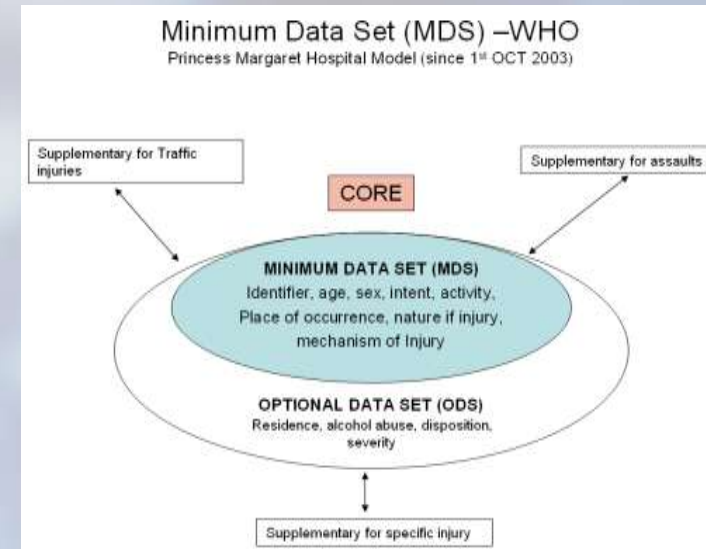 Minimum Data Set (MDS) –WHO
Princess Margaret Hospital Model (since 1st OCT 2003)
Supplementary for Traffic
injuries
Supplementary for assaults
CORE
MINIMUM DATA SET (MDS)
Identifier, age, sex, intent, activity,
Place of occurrence, nature if injury,
mechanism of Injury
OPTIONAL DATA SET (ODS)
Residence, alcohol abuse, disposition,
severity
Supplementary for specific injury